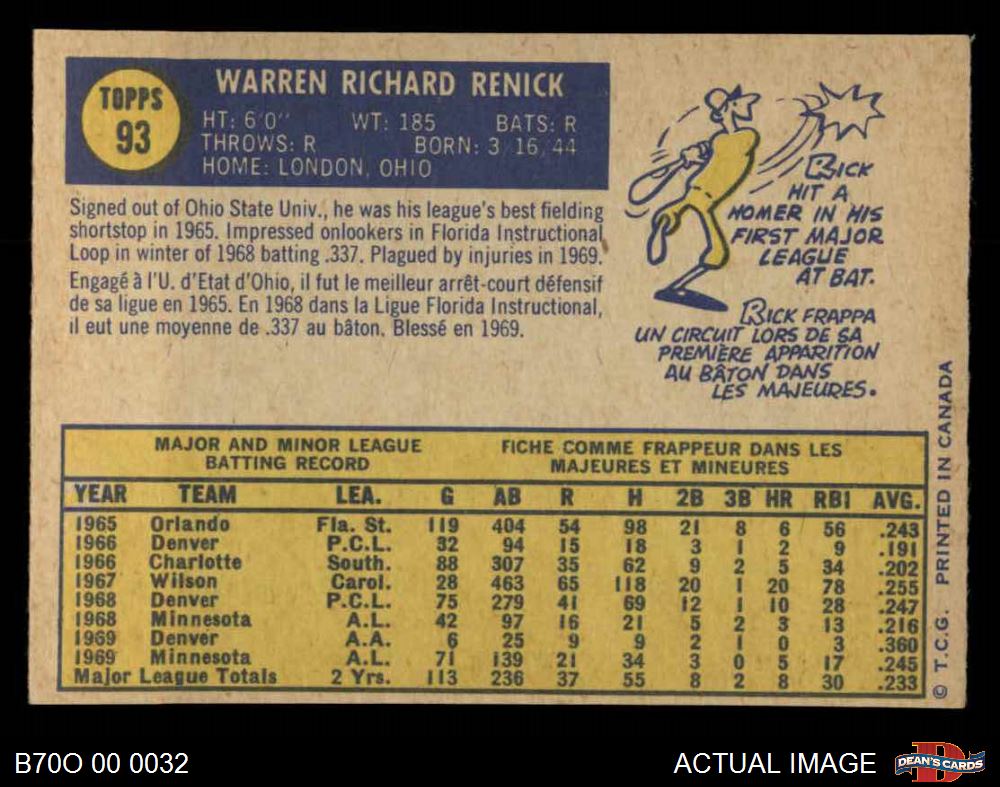 TOPPS
93
WARREN RICHARD RENICK
HT: 6'0" WT: 185 BATS: R
THROWS: R BORN: 3 16 44
HOME: LONDON, OHIO
Signed out of Ohio State Univ., he was his league's best fielding
shortstop in 1965. Impressed onlookers in Florida Instructional
Loop in winter of 1968 batting .337. Plagued by injuries in 1969.
Engagé à l'U. d'Etat d'Ohio, il fut le meilleur arrêt-court défensif
de sa ligue en 1965. En 1968 dans la Ligue Florida Instructional,
il eut une moyenne de .337 au bâton. Blessé en 1969.
RICK
HIT A
HOMER IN HIS
FIRST MAJOR
LEAGUE
AT BAT.
RICK FRAPPA
UN CIRCUIT LORS DE SA
PREMIÈRE APPARITION
AU BÂTON DANS
LES MAJEURES.
MAJOR AND MINOR LEAGUE
BATTING RECORD
FICHE COMME FRAPPEUR DANS LES
MAJEURES ET MINEURES
YEAR TEAM LEA. G AB R H 2B 3B HR RBI AVG.
1965 Orlando Fla. St. 119 404 54 98 21 8 6 56 .243
1966 Denver P.C.L. 32 94 15 18 3 1 2 9 .191
1966 Charlotte South. 88 307 35 62 9 2 5 34 .202
1967 Wilson Carol. 28 463 65 118 20 1 20 78 .255
1968 Denver P.C.L. 75 279 41 69 12 1 10 28 .247
1968 Minnesota A.L. 42 97 16 21 5 2 3 13 .216
1969 Denver A.A. 6 25 9 9 2 1 0 3 .360
1969 Minnesota A.L. 71 139 21 34 3 0 5 17 .245
Major League Totals 2 Yrs. 113 236 37 55 8 2 8 30 .233
© T.C.G. PRINTED IN CANADA
B70O 00 0032
ACTUAL IMAGE
DEAN'S CARDS